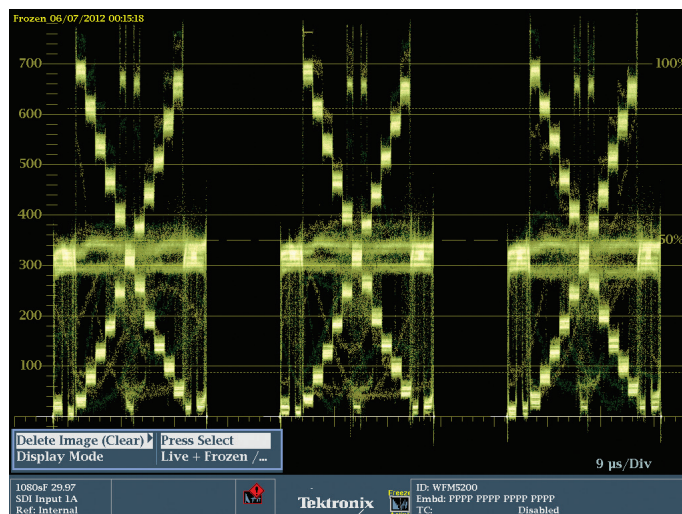 Frozen 06/07/2012 00:15:18
700
100%
600
500
400
50%
300
200
100
Delete Image (Clear) Press Select
Display Mode Live + Frozen /...
9 µs/Div
1080sF 29.97
SDI Input 1A
Ref: Internal
Tektronix
Freeze
ID: WFM5200
Embd: PPPP PPPP PPPP PPPP
TC: Disabled